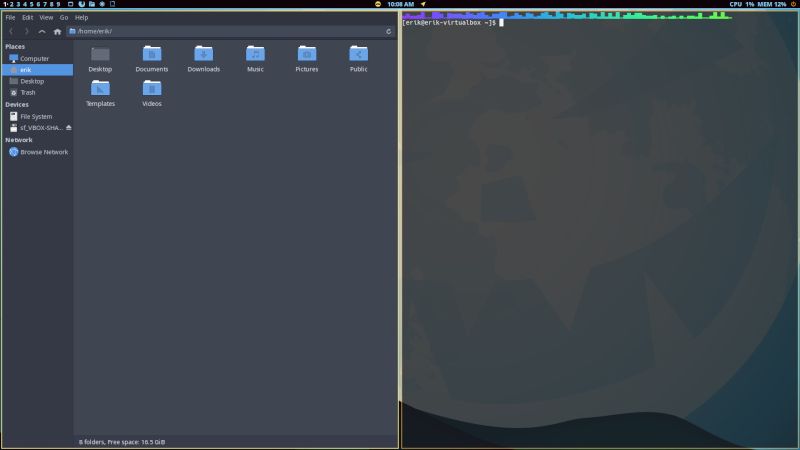 1 2 3 4 5 6 7 8 9
10:08 AM
CPU 1% MEM 12%
File Edit View Go Help
/home/erik/
Places
Computer
erik
Desktop
Trash
Devices
File System
sf_VBOX-SHA...
Network
Browse Network
Desktop Documents Downloads Music Pictures Public
Templates Videos
8 folders, Free space: 16.5 GiB
[erik@erik-virtualbox ~]$